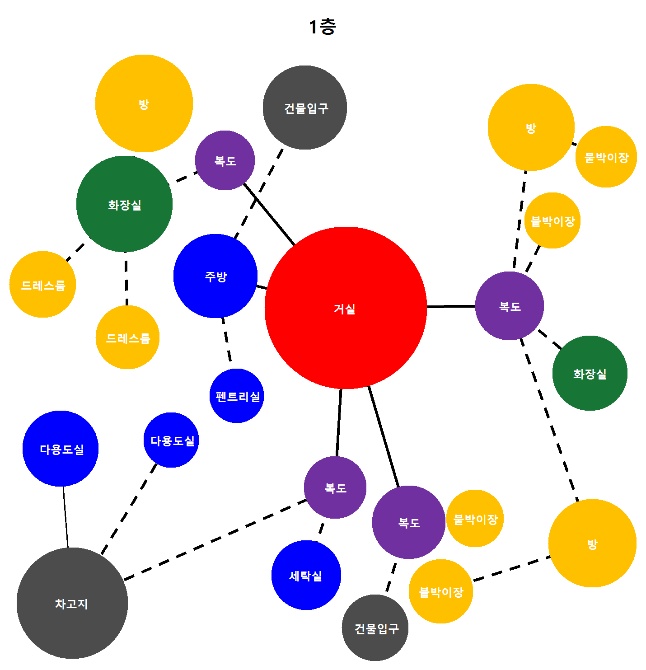 1층
방
건물입구
방
복도
붙박이장
화장실
붙박이장
주방
드레스룸
거실
복도
드레스룸
화장실
펜트리실
다용도실
다용도실
복도
복도
붙박이장
방
세탁실
붙박이장
차고지
건물입구